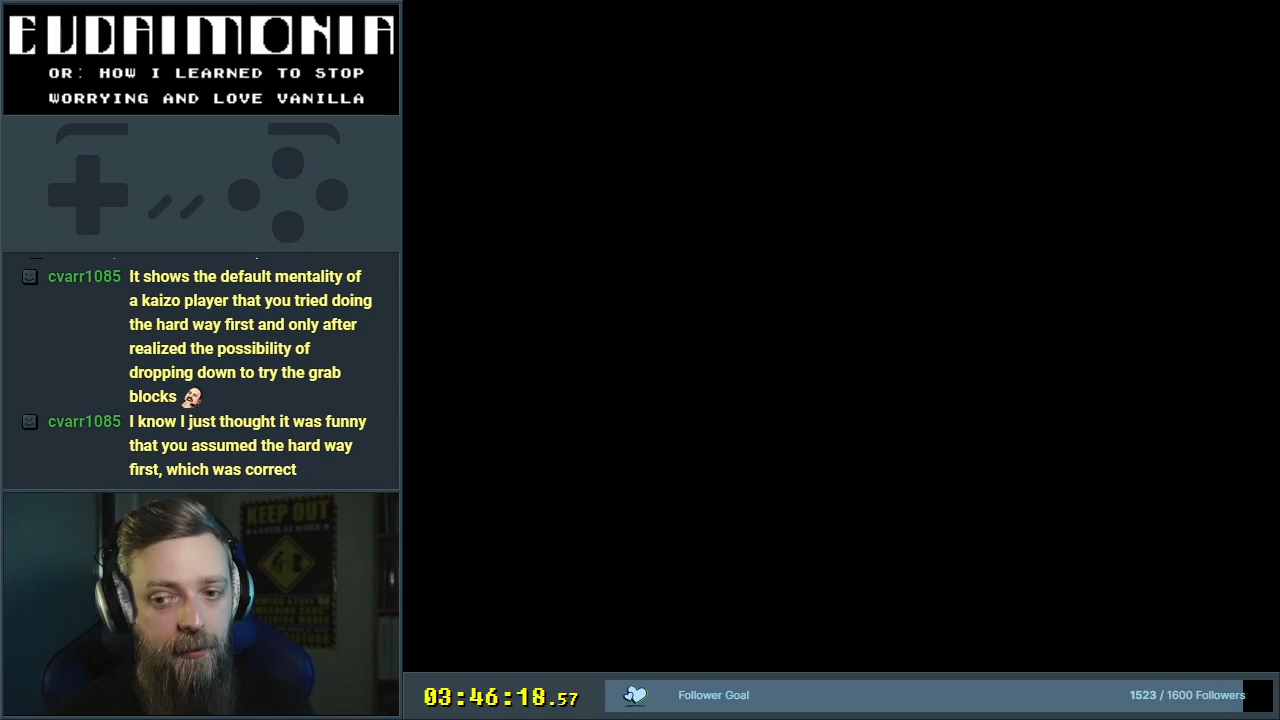 EUDAIMONIA
OR: HOW I LEARNED TO STOP
WORRYING AND LOVE VANILLA
cvarr1085 It shows the default mentality of
a kaizo player that you tried doing
the hard way first and only after
realized the possibility of
dropping down to try the grab
blocks
cvarr1085 I know I just thought it was funny
that you assumed the hard way
first, which was correct
KEEP OUT
03:46:18.57
Follower Goal
1523 / 1600 Followers